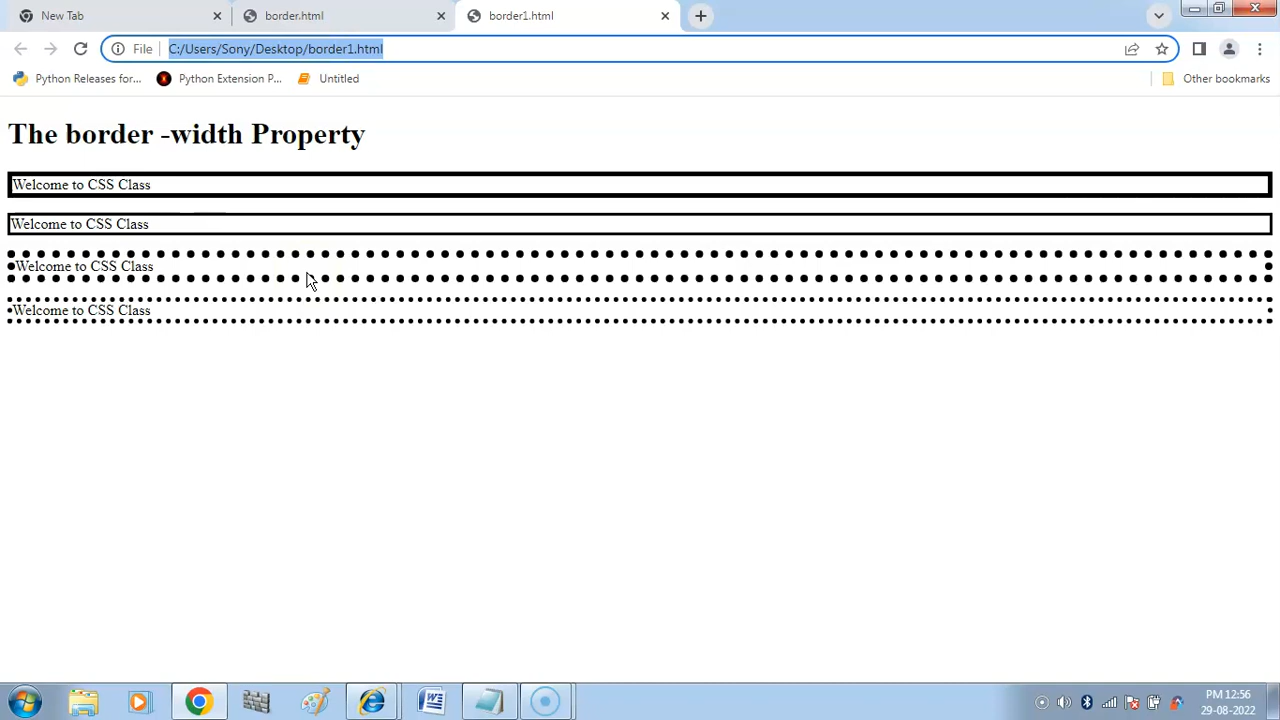 New Tab
border.html
border1.html
File
C:/Users/Sony/Desktop/border1.html
Python Releases for...
Python Extension P...
Untitled
Other bookmarks
The border -width Property
Welcome to CSS Class
Welcome to CSS Class
Welcome to CSS Class
Welcome to CSS Class
PM 12:56
29-08-2022